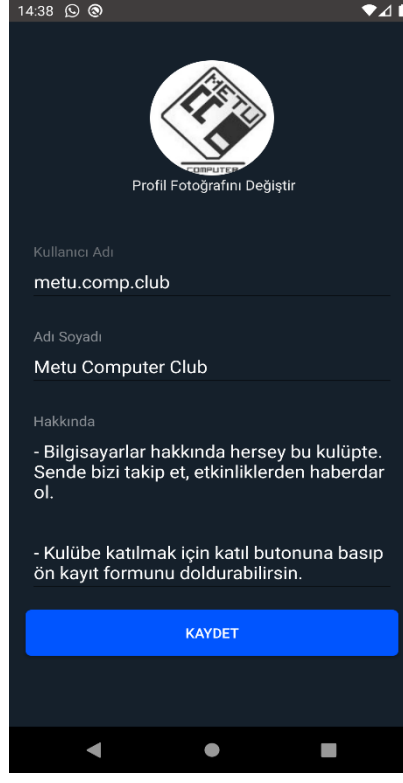 14:38
METU
CC
COMPUTER
Profil Fotoğrafını Değiştir
Kullanıcı Adı
metu.comp.club
Adı Soyadı
Metu Computer Club
Hakkında
- Bilgisayarlar hakkında hersey bu kulüpte.
Sende bizi takip et, etkinliklerden haberdar
ol.
- Kulübe katılmak için katıl butonuna basıp
ön kayıt formunu doldurabilirsin.
KAYDET